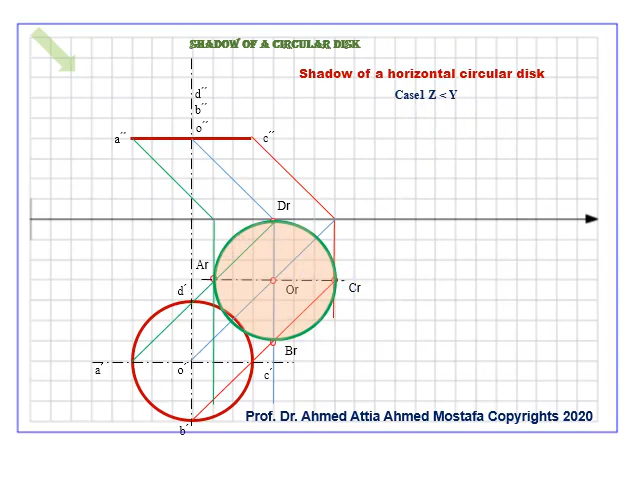 SHADOW OF A CIRCULAR DISK
Shadow of a horizontal circular disk
Case1 Z < Y
d´´
b´´
o´´
a´´
c´´
Dr
Ar
d´
Or
Cr
Br
a
o´
c´
b´
Prof. Dr. Ahmed Attia Ahmed Mostafa Copyrights 2020